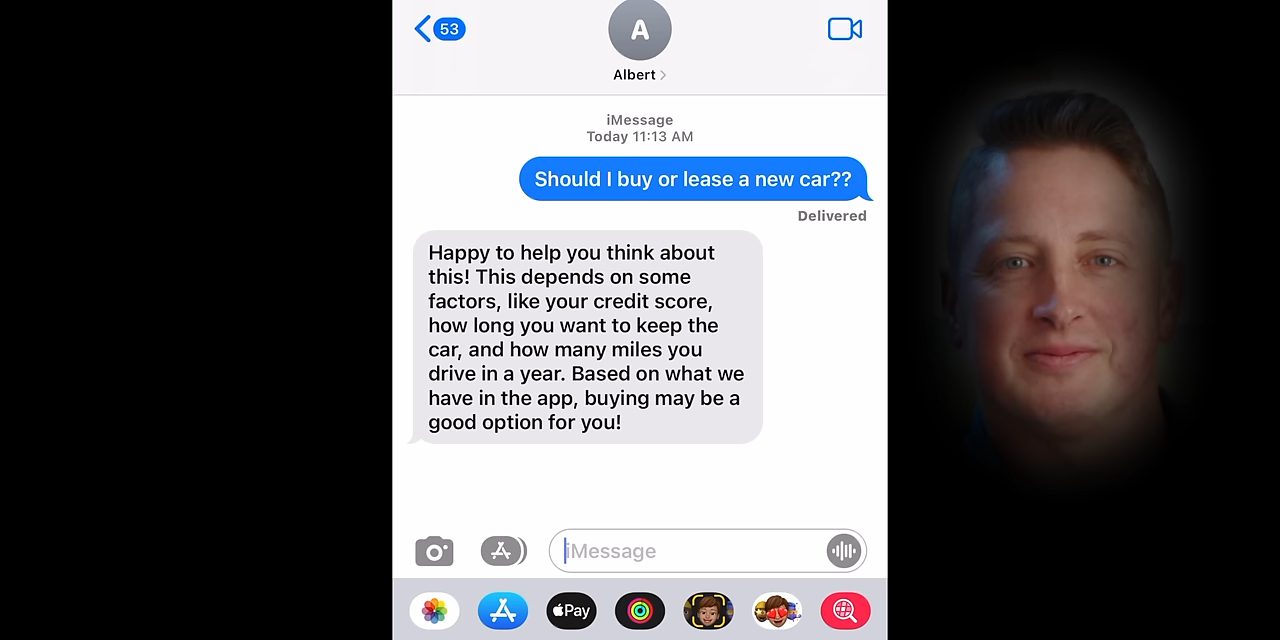 53
A
Albert
iMessage
Today 11:13 AM
Should I buy or lease a new car??
Delivered
Happy to help you think about
this! This depends on some
factors, like your credit score,
how long you want to keep the
car, and how many miles you
drive in a year. Based on what we
have in the app, buying may be a
good option for you!
iMessage
Pay